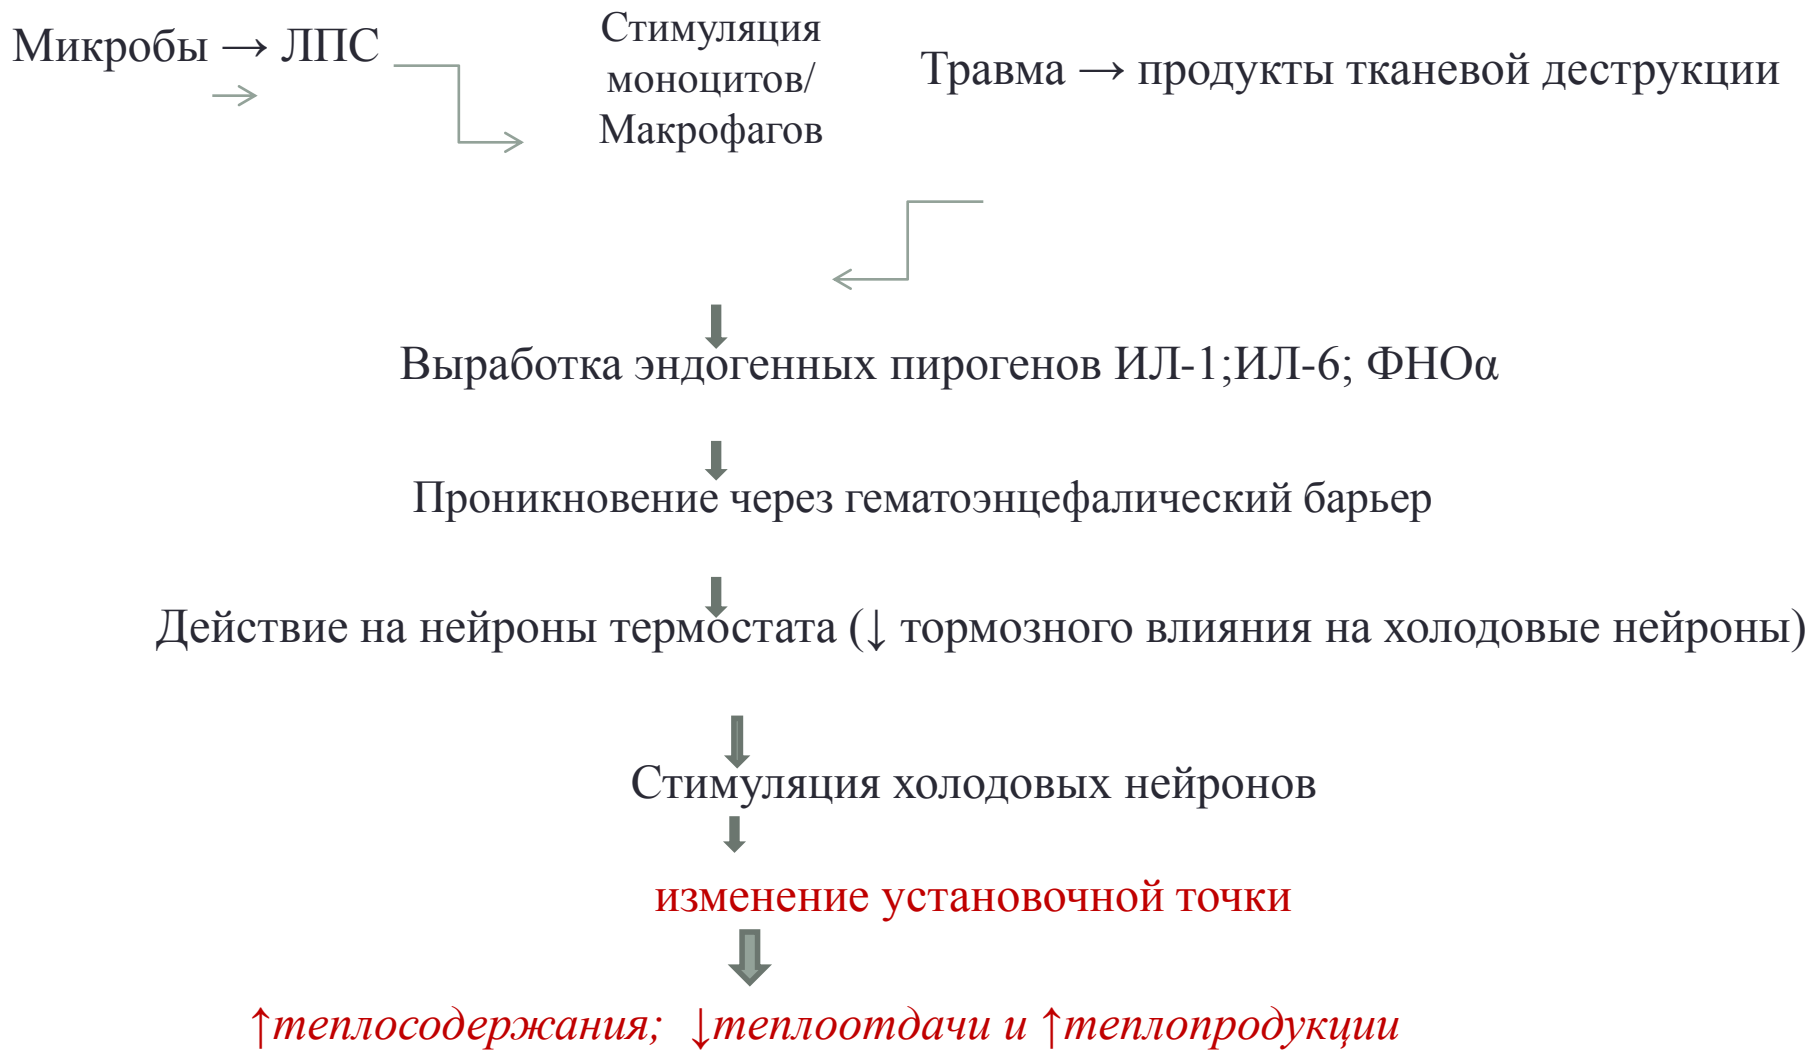 Микробы → ЛПС
Стимуляция
моноцитов/
Макрофагов
Травма → продукты тканевой деструкции
Выработка эндогенных пирогенов ИЛ-1;ИЛ-6; ФНОα
Проникновение через гематоэнцефалический барьер
Действие на нейроны термостата (↓ тормозного влияния на холодовые нейроны)
Стимуляция холодовых нейронов
изменение установочной точки
↑теплосодержания; ↓теплоотдачи и ↑теплопродукции